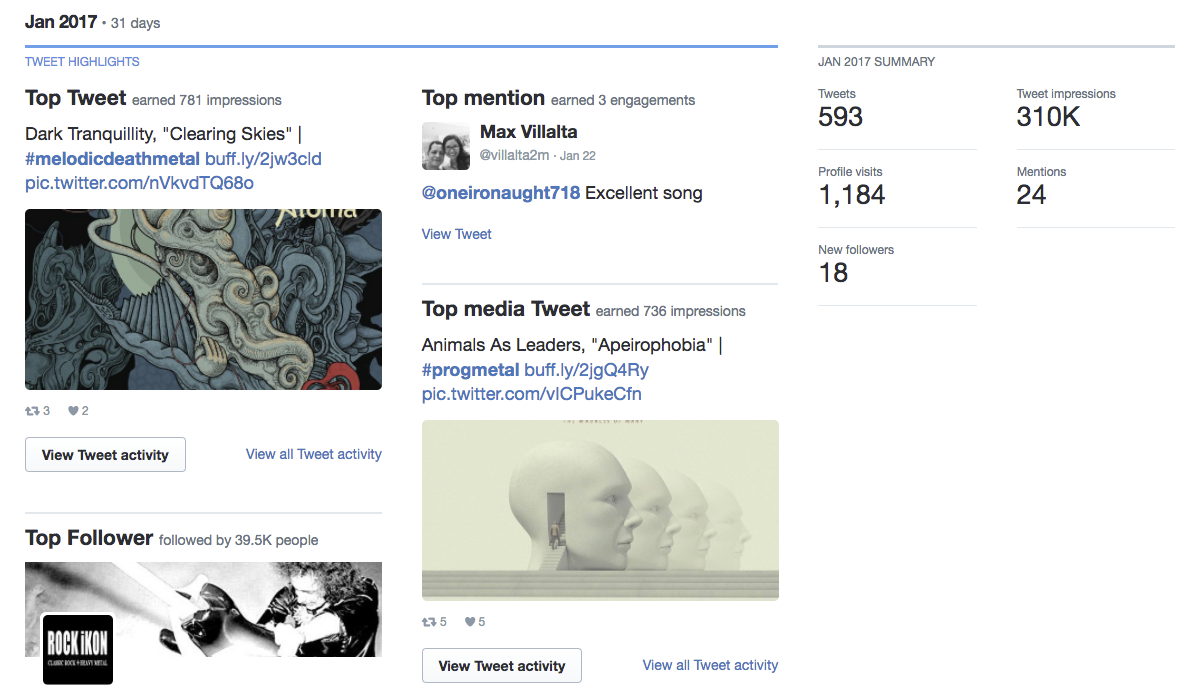 Jan 2017 • 31 days
TWEET HIGHLIGHTS
Top Tweet earned 781 impressions
Dark Tranquillity, "Clearing Skies" |
#melodicdeathmetal buff.ly/2jw3cld
pic.twitter.com/nVkvdTQ68o
Atoma
3 2
View Tweet activity
View all Tweet activity
Top Follower followed by 39.5K people
ROCK iKON
CLASSIC ROCK + HEAVY METAL
Top mention earned 3 engagements
Max Villalta
@villalta2m · Jan 22
@oneironaught718 Excellent song
View Tweet
Top media Tweet earned 736 impressions
Animals As Leaders, "Apeirophobia" |
#progmetal buff.ly/2jgQ4Ry
pic.twitter.com/vlCPukeCfn
THE MADNESS OF MANY
5 5
View Tweet activity
View all Tweet activity
JAN 2017 SUMMARY
Tweets
593
Tweet impressions
310K
Profile visits
1,184
Mentions
24
New followers
18